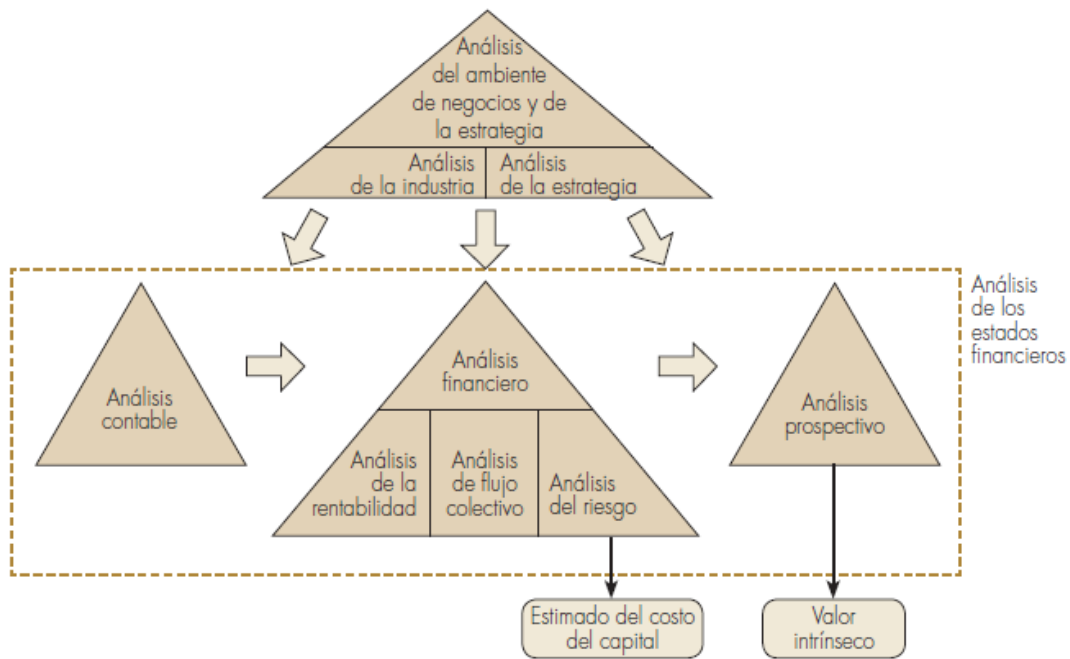 Análisis
del ambiente
de negocios y de
la estrategia
Análisis
de la industria
Análisis
de la estrategia
Análisis
de los
estados
financieros
Análisis
contable
Análisis
financiero
Análisis
de la
rentabilidad
Análisis
de flujo
colectivo
Análisis
del riesgo
Análisis
prospectivo
Estimado del costo
del capital
Valor
intrínseco